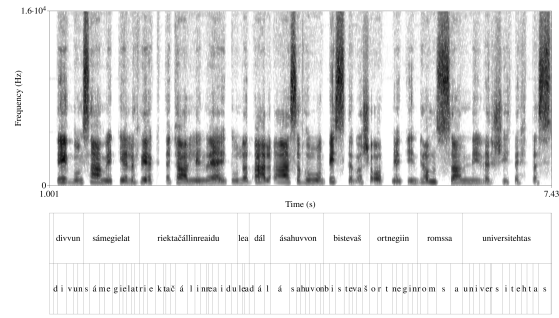 1.6·10⁴
Frequency (Hz)
0
1.001 7.43
Time (s)
divvun sámegielat riektačállinreaidu lea dál ásahuvvon bistevaš ortnegiin romssa universitehtas
d i v v u n s á m e g i e l a t r i e k t a č á l l i n r e a i d u l e a d á l á s a h u v v o n b i s t e v a š o r t n e g i i n r o m s s a u n i v e r s i t e h t a s